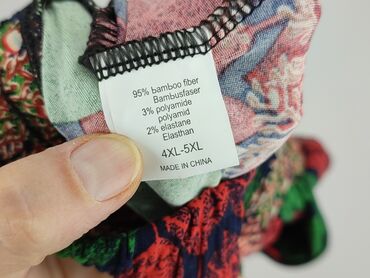 95% bamboo fiber
Bambusfaser
3% polyamide
polyamid
2% elastane
Elasthan
4XL-5XL
MADE IN CHINA